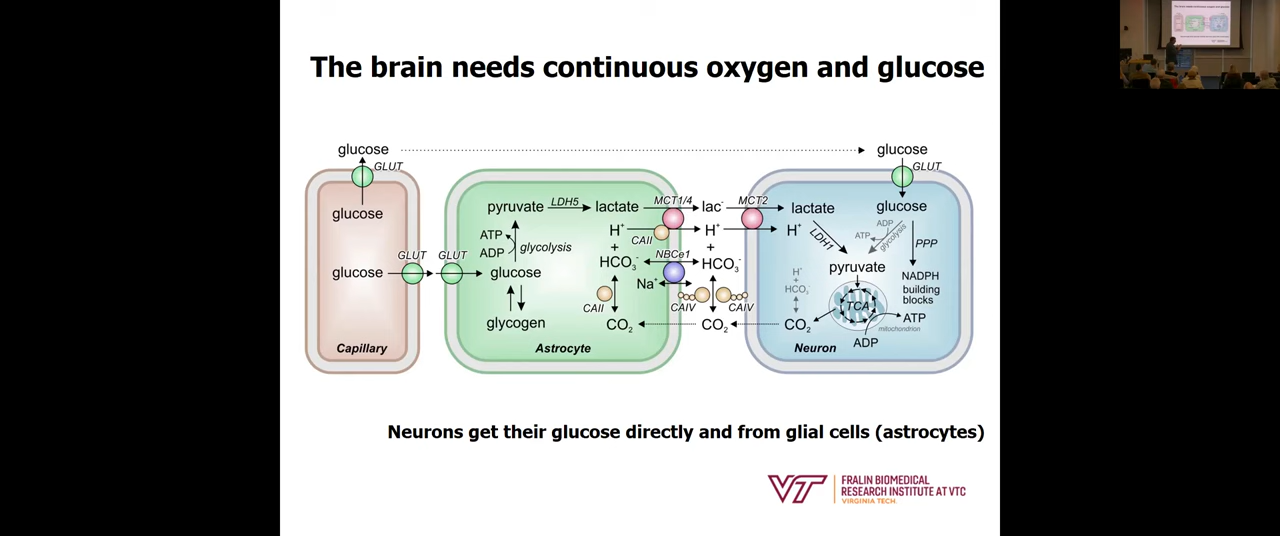 The brain needs continuous oxygen and glucose
glucose
glucose
GLUT
GLUT
glucose
glucose
pyruvate
LDH5
lactate
MCT1/4
lac-
MCT2
lactate
ATP
ADP
glycolysis
H+
CAII
H+
H+
LDH1
ADP
ATP
glycolysis
PPP
+
+
GLUT
GLUT
HCO3-
NBCe1
HCO3-
pyruvate
glucose
glucose
Na+
H+
+
HCO3-
NADPH
building
blocks
CAII
CAIV
CAIV
TCA
glycogen
CO2
CO2
CO2
ATP
mitochondrion
ADP
Capillary
Astrocyte
Neuron
Neurons get their glucose directly and from glial cells (astrocytes)
VT
FRALIN BIOMEDICAL
RESEARCH INSTITUTE AT VTC
VIRGINIA TECH.